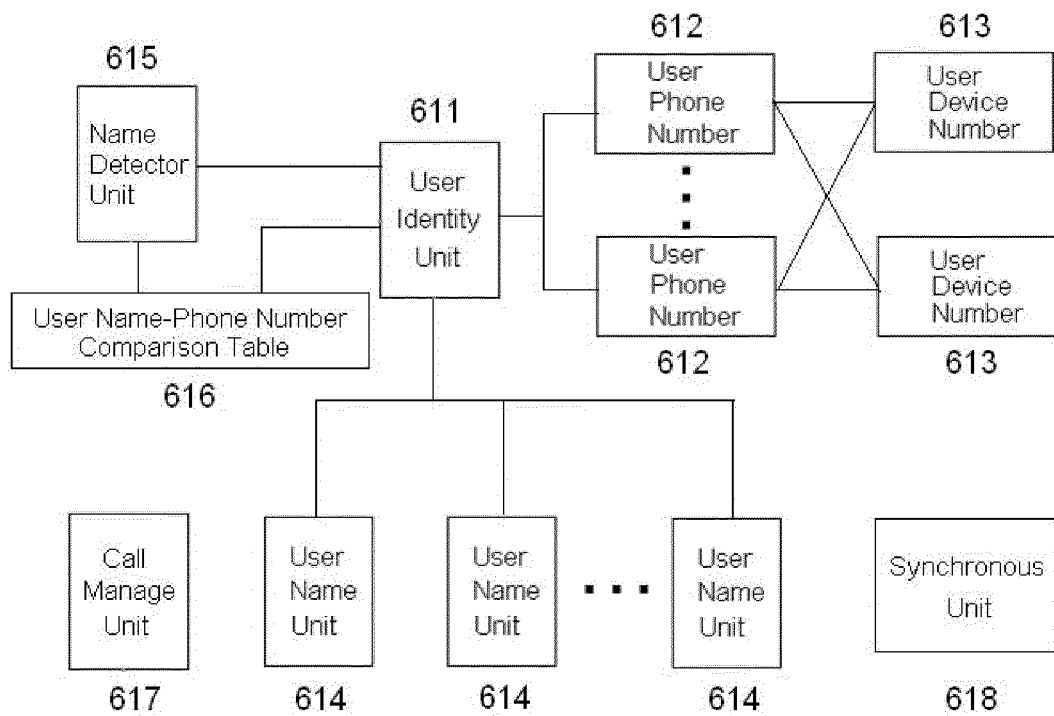 612
613
615
User
Phone
Number
User
Device
Number
611
Name
Detector
Unit
User
Identity
Unit
User
Phone
Number
User
Device
Number
User Name-Phone Number
Comparison Table
612
613
616
Call
Manage
Unit
User
Name
Unit
User
Name
Unit
User
Name
Unit
Synchronous
Unit
617
614
614
614
618